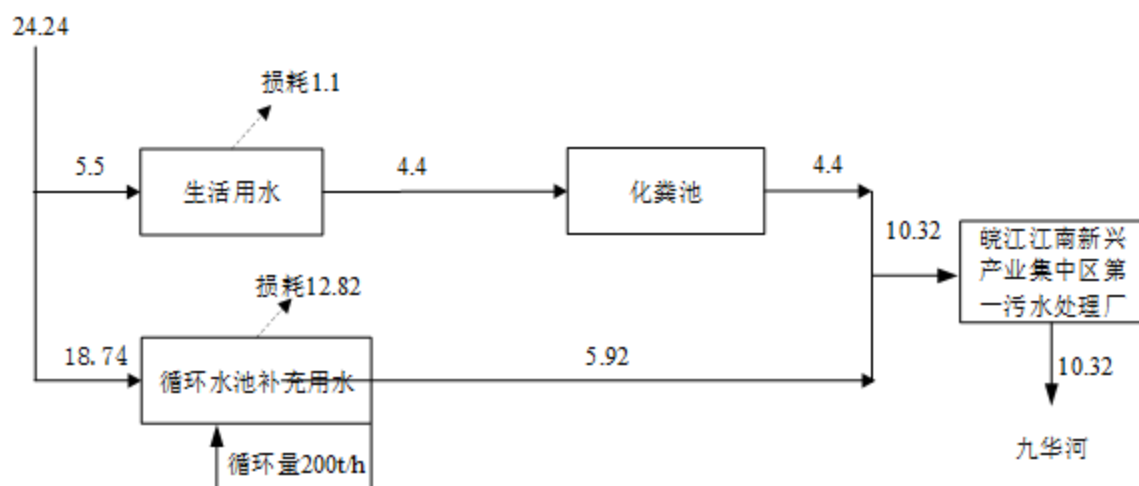 24.24
损耗1.1
5.5
生活用水
4.4
化粪池
4.4
10.32
皖江江南新兴
产业集中区第
一污水处理厂
损耗12.82
18.74
循环水池补充用水
5.92
10.32
循环量200t/h
九华河